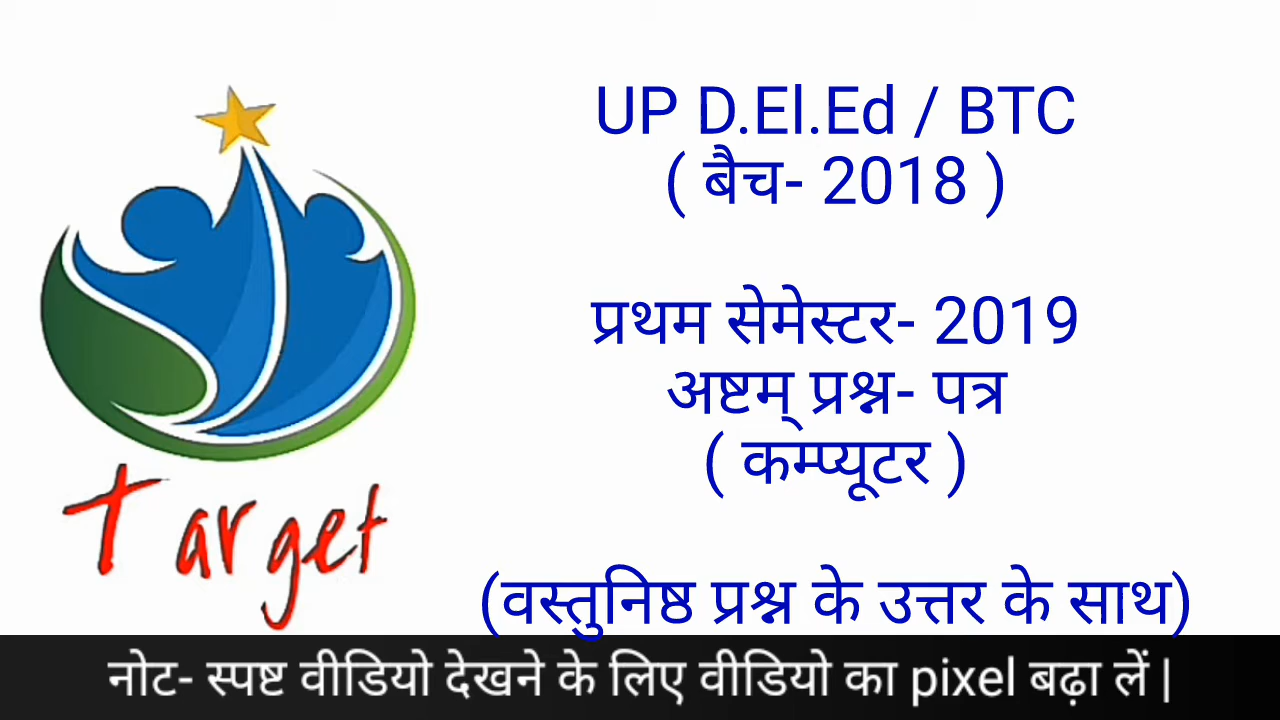 UP D.El.Ed / BTC
( बैच- 2018 )
प्रथम सेमेस्टर- 2019
अष्टम् प्रश्न- पत्र
( कम्प्यूटर )
(वस्तुनिष्ठ प्रश्न के उत्तर के साथ)
Target
नोट- स्पष्ट वीडियो देखने के लिए वीडियो का pixel बढ़ा लें |